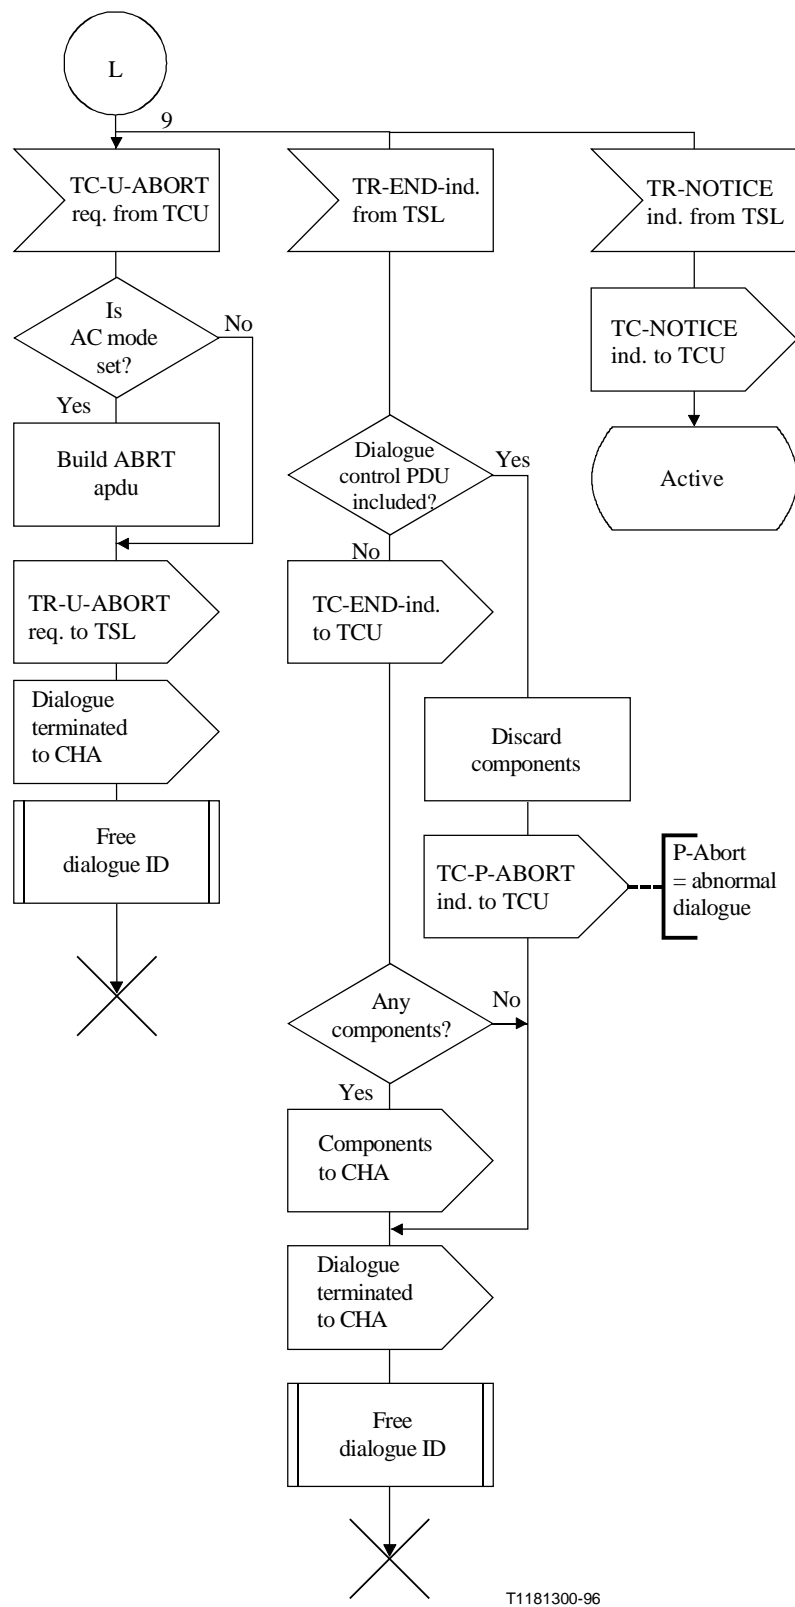 L
9
TC-U-ABORT
req. from TCU
TR-END-ind.
from TSL
TR-NOTICE
ind. from TSL
Is
AC mode
set?
No
Yes
TC-NOTICE
ind. to TCU
Build ABRT
apdu
Dialogue
control PDU
included?
Yes
No
Active
TR-U-ABORT
req. to TSL
TC-END-ind.
to TCU
Dialogue
terminated
to CHA
Discard
components
Free
dialogue ID
TC-P-ABORT
ind. to TCU
P-Abort
= abnormal
dialogue
Any
components?
No
Yes
Components
to CHA
Dialogue
terminated
to CHA
Free
dialogue ID
T1181300-96